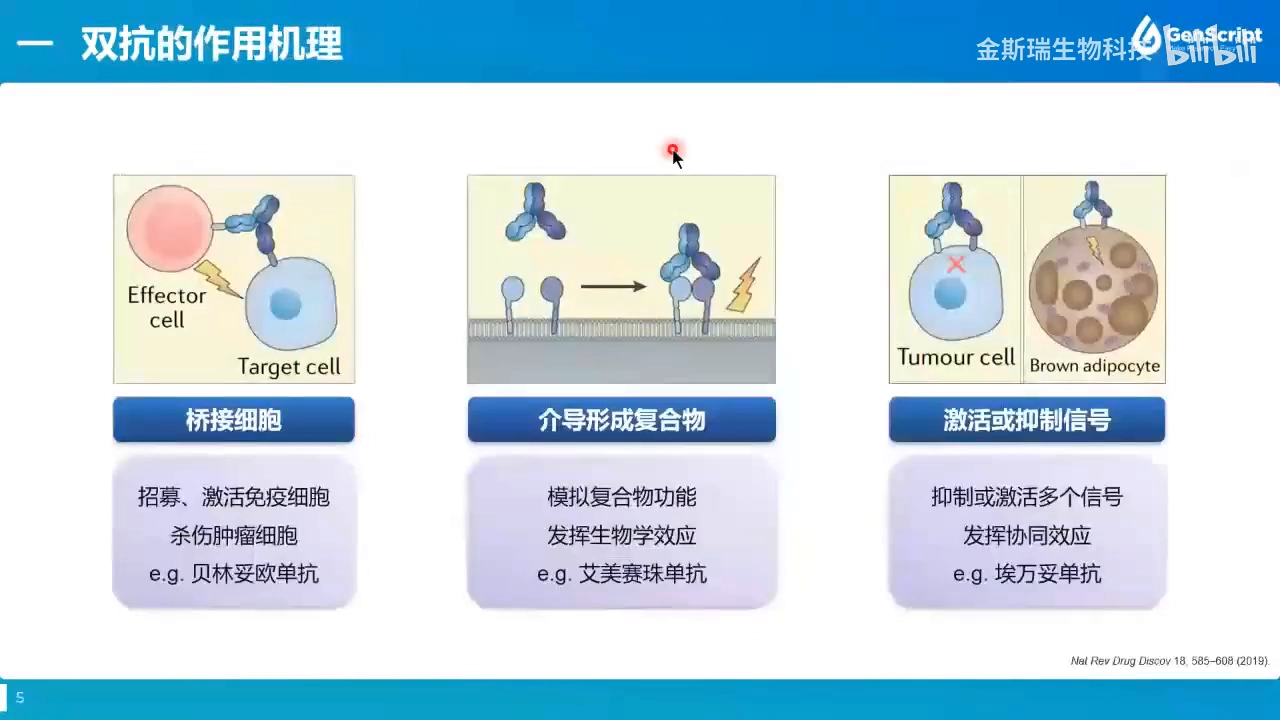 一 双抗的作用机理
金斯瑞生物科技
GenScript
bilibili
Effector
cell
Target cell
Tumour cell
Brown adipocyte
桥接细胞
介导形成复合物
激活或抑制信号
招募、激活免疫细胞
杀伤肿瘤细胞
e.g. 贝林妥欧单抗
模拟复合物功能
发挥生物学效应
e.g. 艾美赛珠单抗
抑制或激活多个信号
发挥协同效应
e.g. 埃万妥单抗
Nat Rev Drug Discov 18, 585–608 (2019).
5